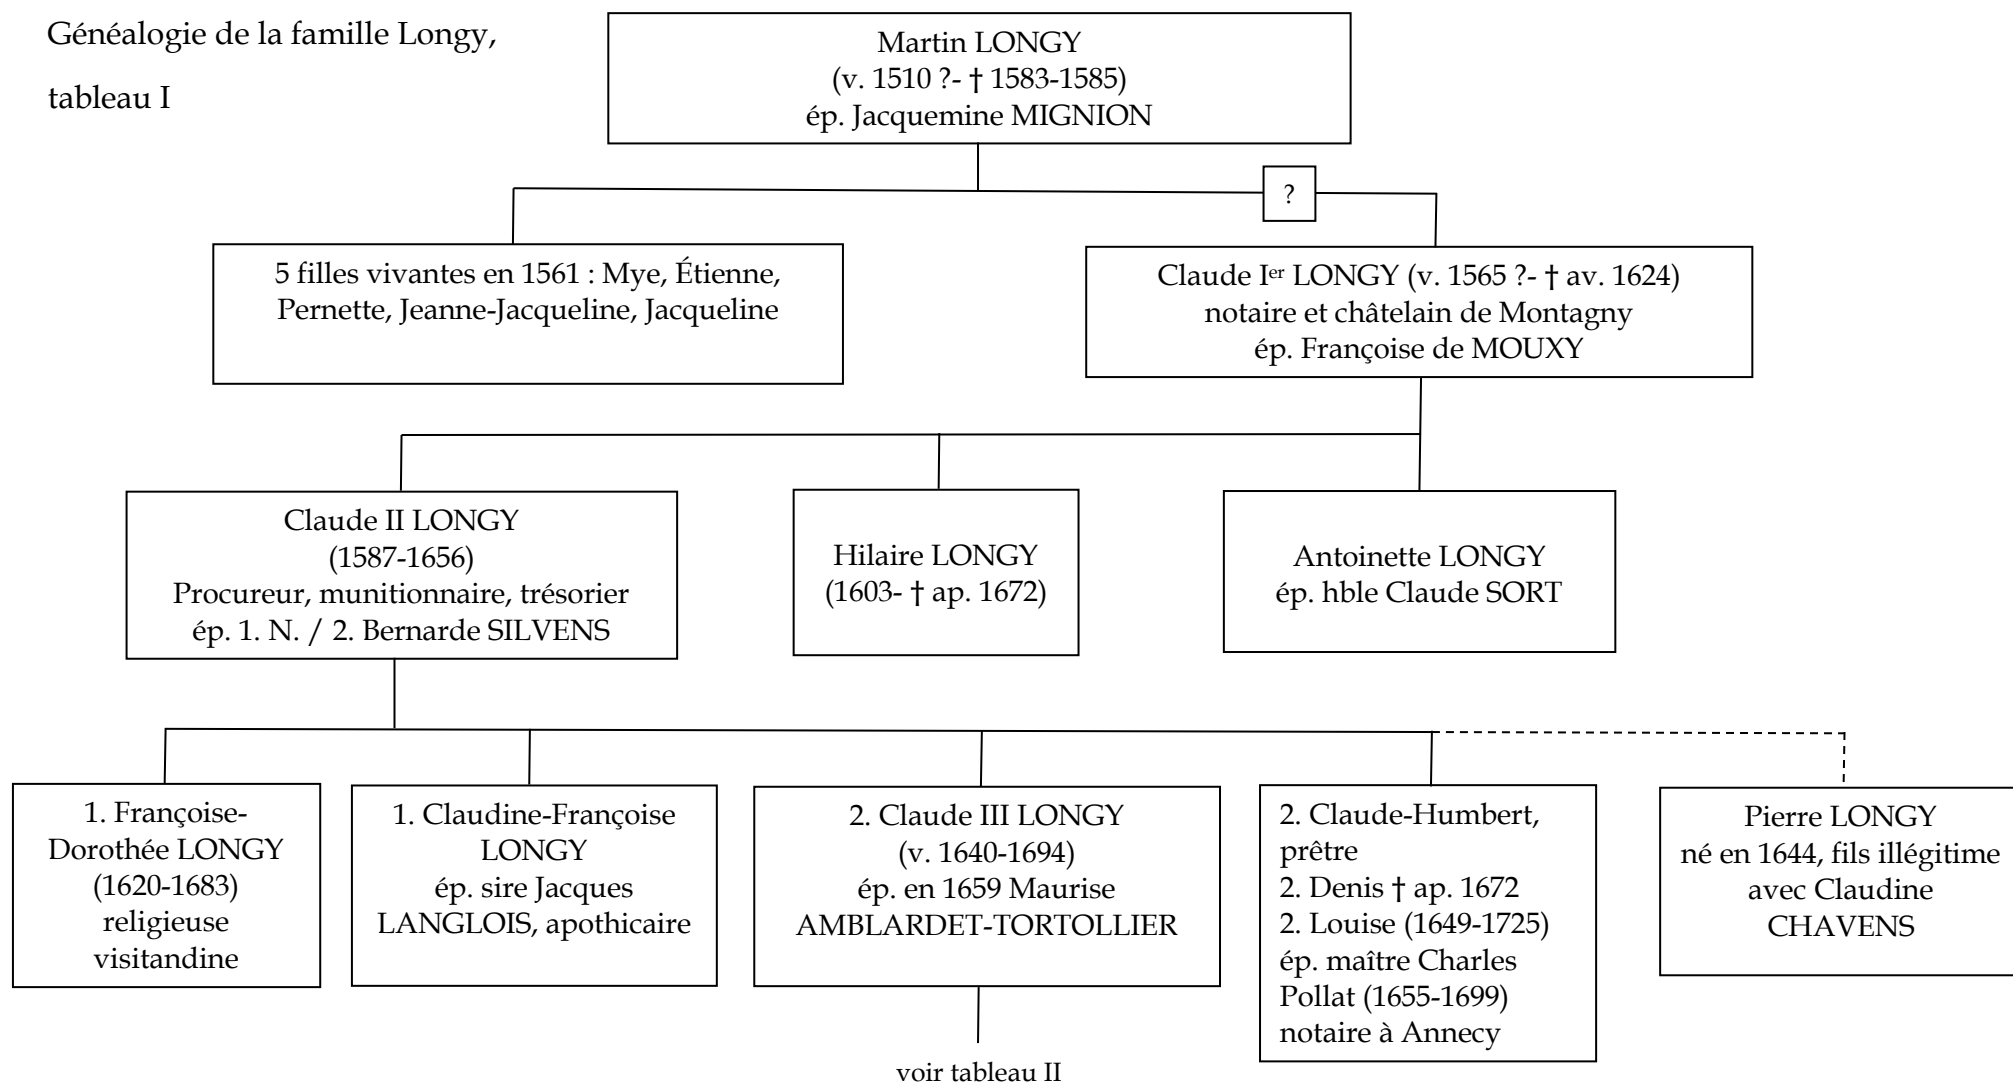 Généalogie de la famille Longy,
tableau I
Martin LONGY
(v. 1510 ?- † 1583-1585)
ép. Jacquemine MIGNION
?
5 filles vivantes en 1561 : Mye, Étienne,
Pernette, Jeanne-Jacqueline, Jacqueline
Claude Iᵉʳ LONGY (v. 1565 ?- † av. 1624)
notaire et châtelain de Montagny
ép. Françoise de MOUXY
Claude II LONGY
(1587-1656)
Procureur, munitionnaire, trésorier
ép. 1. N. / 2. Bernarde SILVENS
Hilaire LONGY
(1603- † ap. 1672)
Antoinette LONGY
ép. hble Claude SORT
1. Françoise-
Dorothée LONGY
(1620-1683)
religieuse
visitandine
1. Claudine-Françoise
LONGY
ép. sire Jacques
LANGLOIS, apothicaire
2. Claude III LONGY
(v. 1640-1694)
ép. en 1659 Maurise
AMBLARDET-TORTOLLIER
2. Claude-Humbert,
prêtre
2. Denis † ap. 1672
2. Louise (1649-1725)
ép. maître Charles
Pollat (1655-1699)
notaire à Annecy
Pierre LONGY
né en 1644, fils illégitime
avec Claudine
CHAVENS
voir tableau II